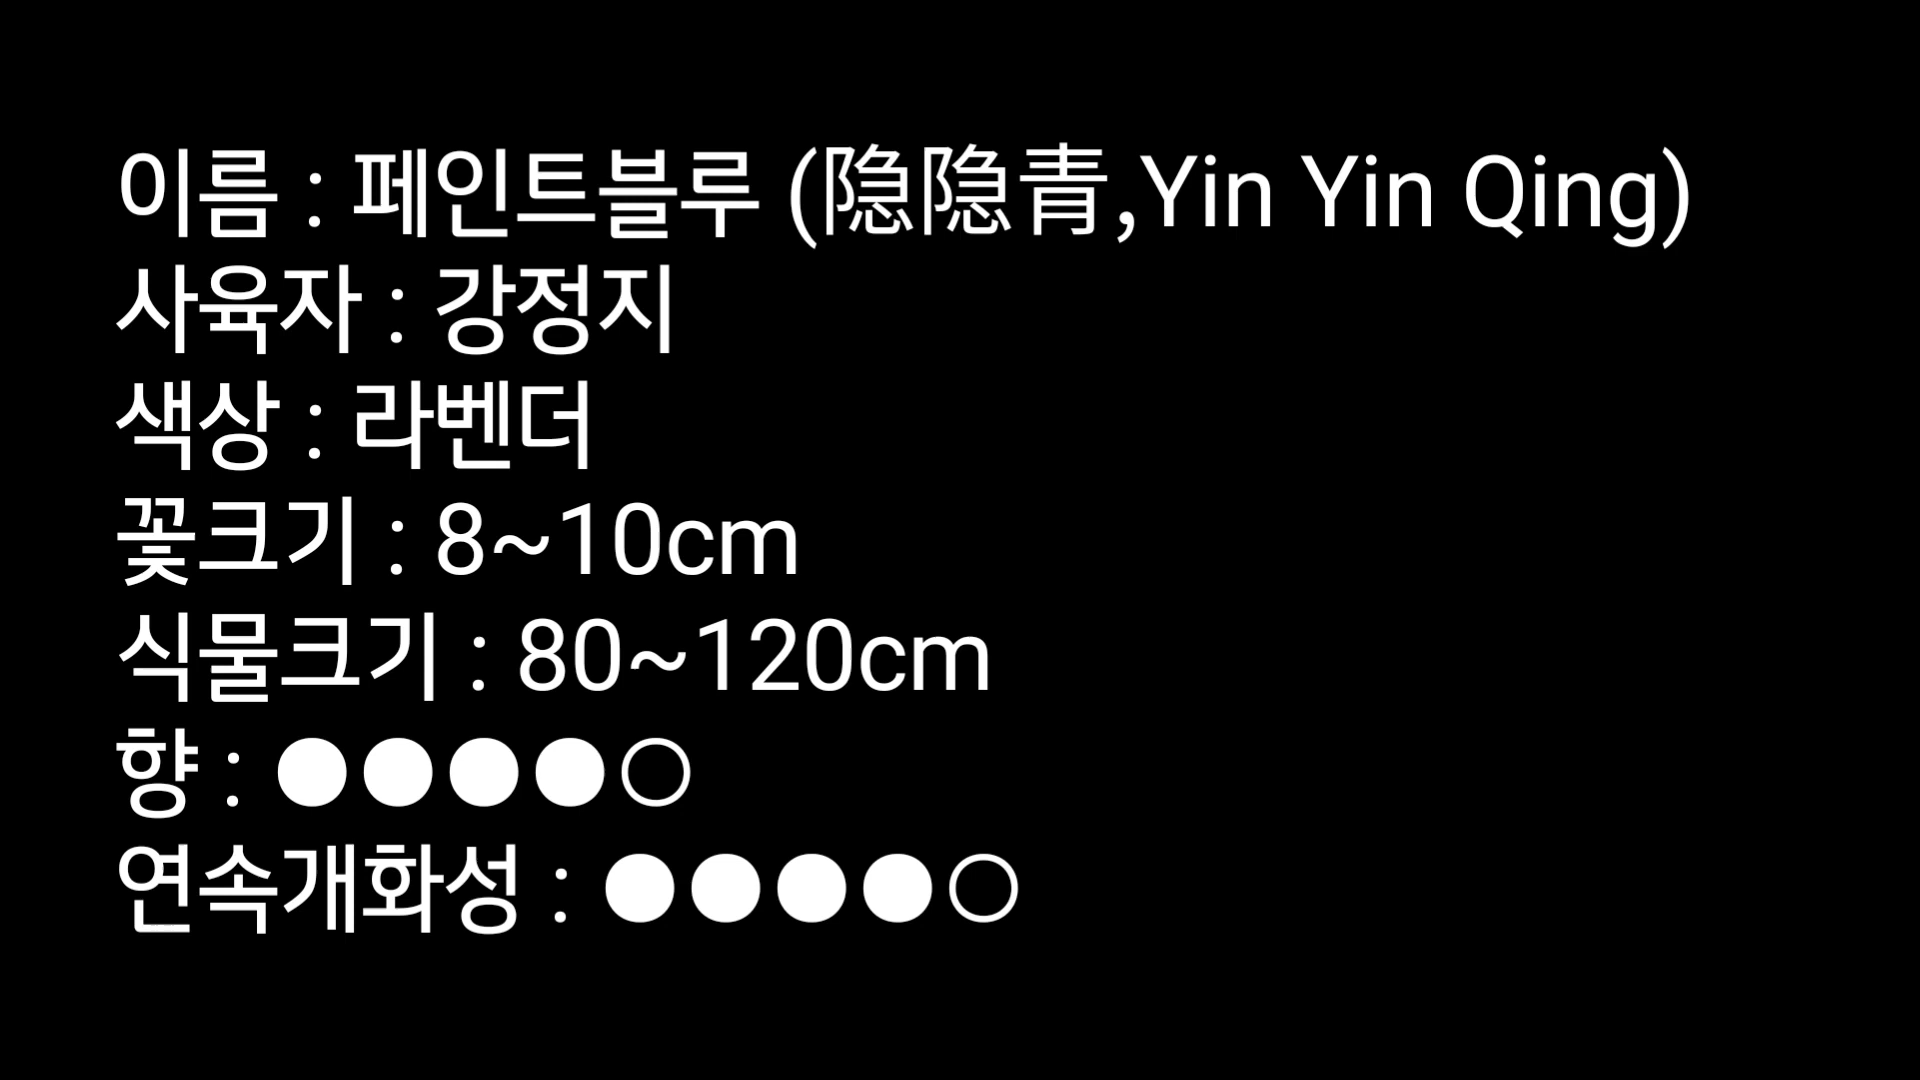 이름 : 페인트블루 (隐隐青,Yin Yin Qing)
사육자 : 강정지
색상 : 라벤더
꽃크기 : 8~10cm
식물크기 : 80~120cm
향 : ●●●●○
연속개화성 : ●●●●○